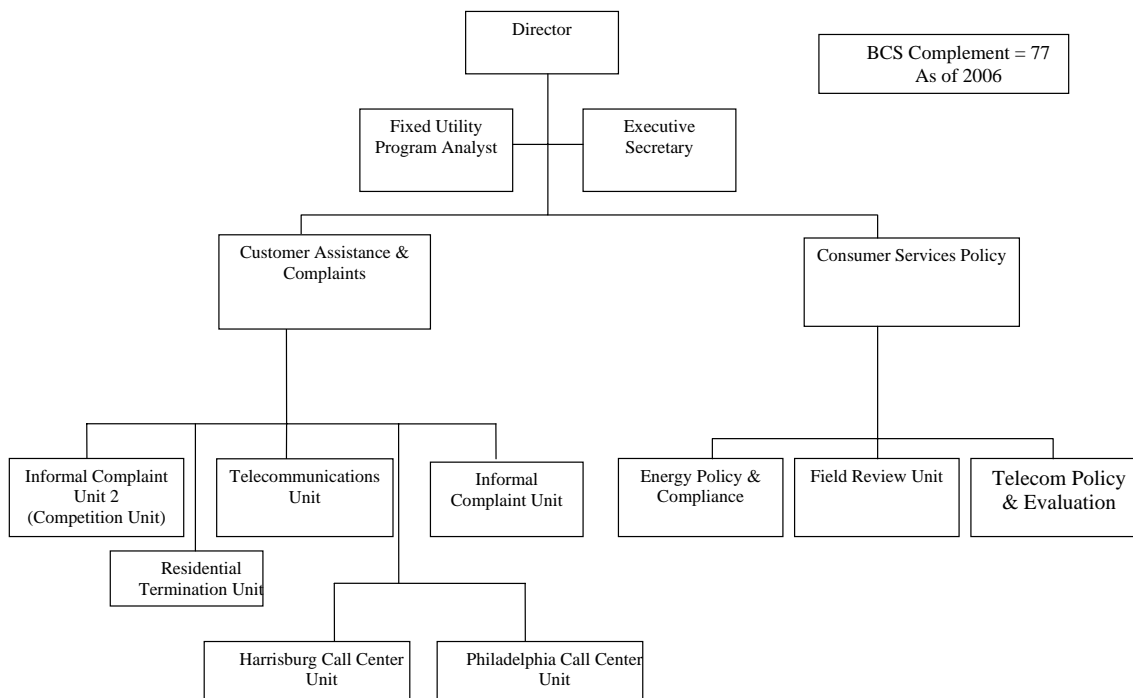 Director
BCS Complement = 77
As of 2006
Fixed Utility
Program Analyst
Executive
Secretary
Customer Assistance &
Complaints
Consumer Services Policy
Informal Complaint
Unit 2
(Competition Unit)
Residential
Termination Unit
Telecommunications
Unit
Informal
Complaint Unit
Harrisburg Call Center
Unit
Philadelphia Call Center
Unit
Energy Policy &
Compliance
Field Review Unit
Telecom Policy
& Evaluation